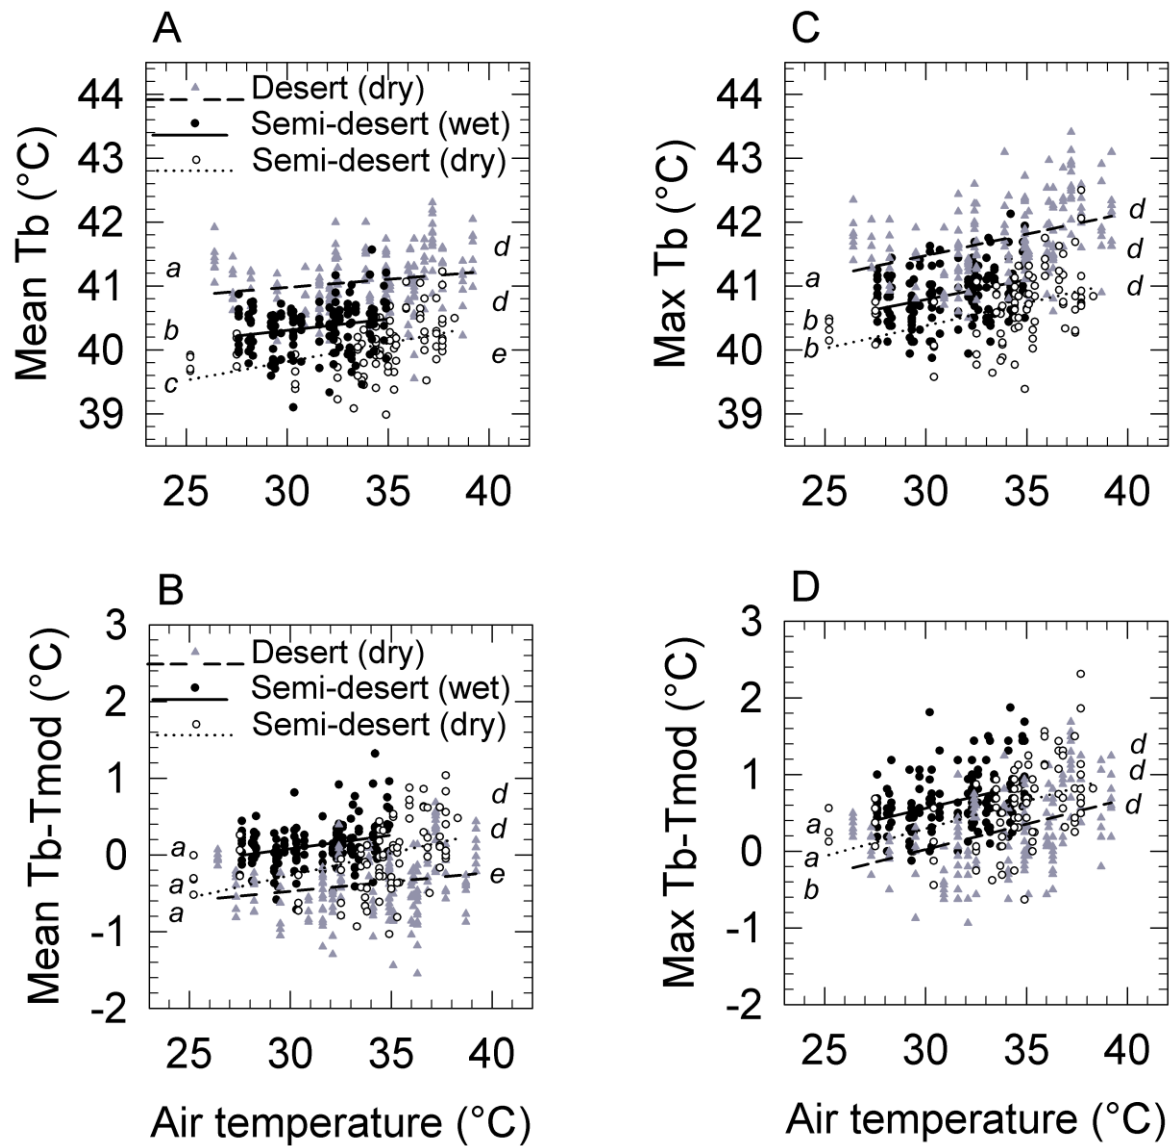 A
Mean Tb (°C)
44
43
42
41
40
39
Desert (dry)
Semi-desert (wet)
Semi-desert (dry)
a
b
c
d
d
e
25 30 35 40
C
Max Tb (°C)
44
43
42
41
40
39
a
b
b
d
d
d
25 30 35 40
B
Mean Tb-Tmod (°C)
3
2
1
0
-1
-2
Desert (dry)
Semi-desert (wet)
Semi-desert (dry)
a
a
a
d
d
e
25 30 35 40
Air temperature (°C)
D
Max Tb-Tmod (°C)
3
2
1
0
-1
-2
a
a
b
d
d
d
25 30 35 40
Air temperature (°C)